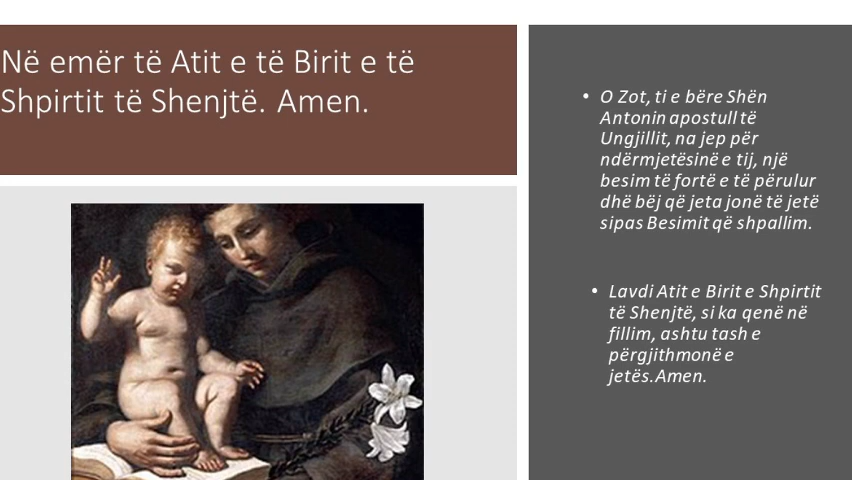 Në emër të Atit e të Birit e të
Shpirtit të Shenjtë. Amen.
• O Zot, ti e bëre Shën
Antonin apostull të
Ungjillit, na jep për
ndërmjetësinë e tij, një
besim të fortë e të përulur
dhë bëj që jeta jonë të jetë
sipas Besimit që shpallim.
• Lavdi Atit e Birit e Shpirtit
të Shenjtë, si ka qenë në
fillim, ashtu tash e
përgjithmonë e
jetës.Amen.